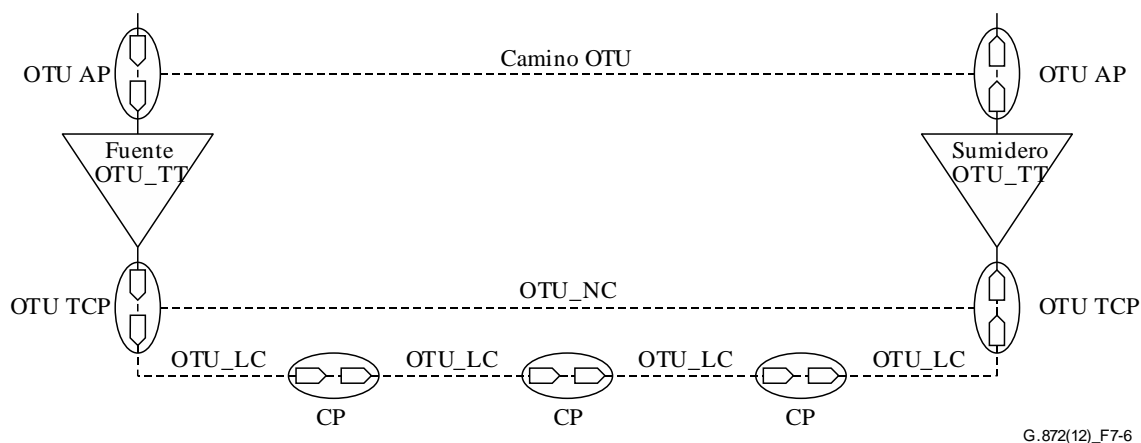 Camino OTU
OTU AP
OTU AP
Fuente
OTU_TT
Sumidero
OTU_TT
OTU TCP
OTU_NC
OTU TCP
OTU_LC
OTU_LC
OTU_LC
OTU_LC
CP
CP
CP
G.872(12)_F7-6